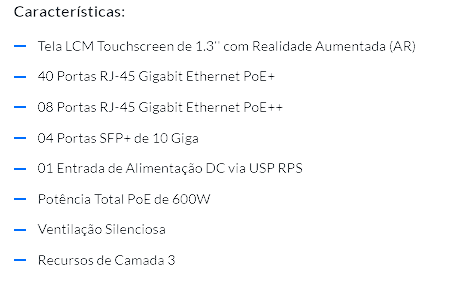 Características:
Tela LCM Touchscreen de 1.3'' com Realidade Aumentada (AR)
40 Portas RJ-45 Gigabit Ethernet PoE+
08 Portas RJ-45 Gigabit Ethernet PoE++
04 Portas SFP+ de 10 Giga
01 Entrada de Alimentação DC via USP RPS
Potência Total PoE de 600W
Ventilação Silenciosa
Recursos de Camada 3